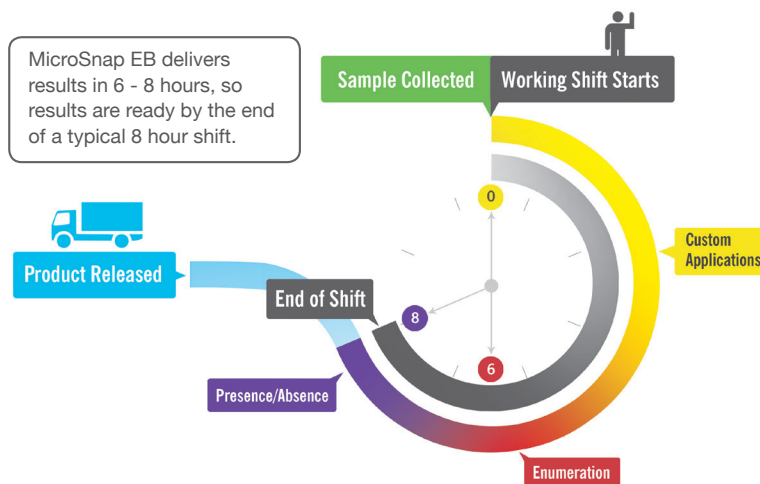 MicroSnap EB delivers
results in 6 - 8 hours, so
results are ready by the end
of a typical 8 hour shift.
Sample Collected
Working Shift Starts
0
Custom
Applications
Product Released
End of Shift
8
6
Presence/Absence
Enumeration